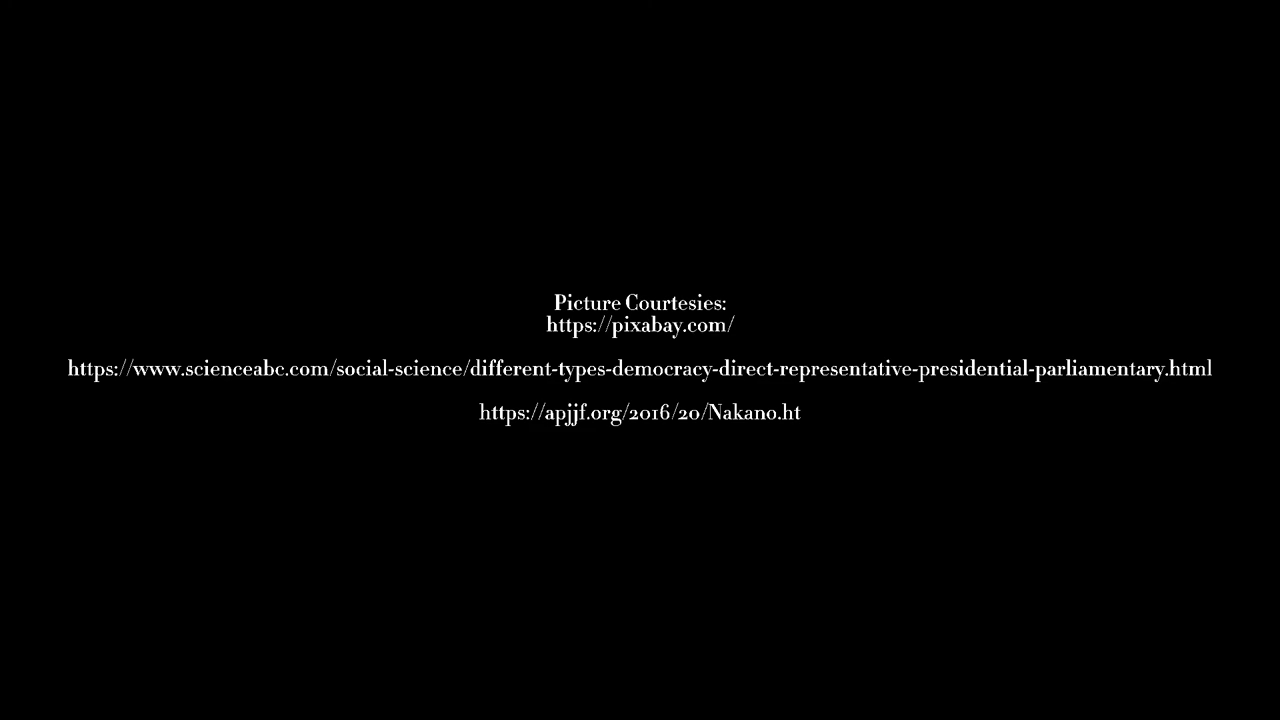 Picture Courtesies:
https://pixabay.com/
https://www.scienceabc.com/social-science/different-types-democracy-direct-representative-presidential-parliamentary.html
https://apjjf.org/2016/20/Nakano.ht